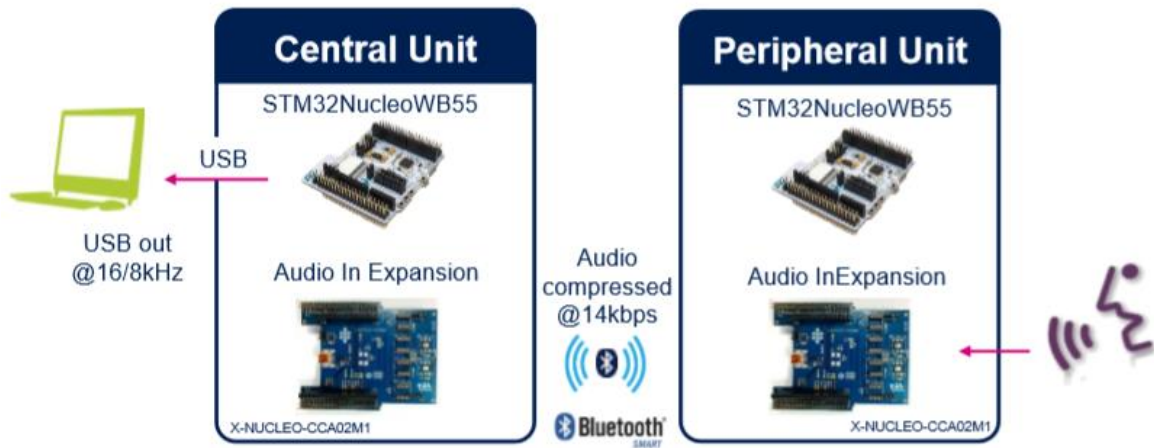 Central Unit
STM32NucleoWB55
USB
USB out
@16/8kHz
Audio In Expansion
X-NUCLEO-CCA02M1
Audio
compressed
@14kbps
Bluetooth
SMART
Peripheral Unit
STM32NucleoWB55
Audio InExpansion
X-NUCLEO-CCA02M1